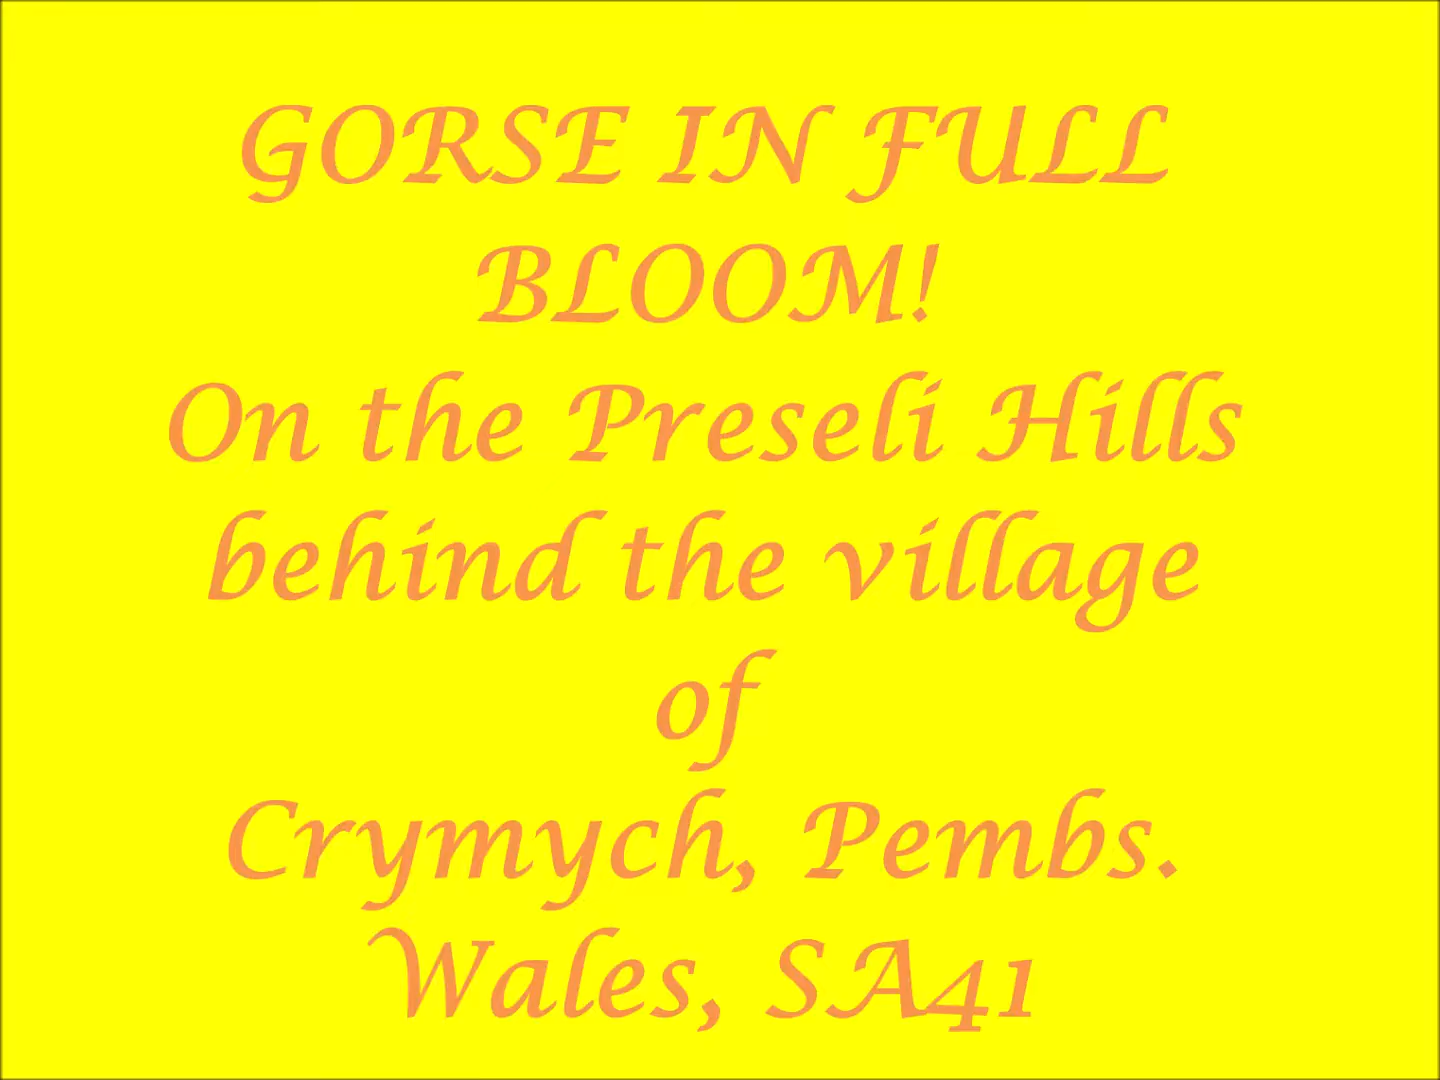 GORSE IN FULL
BLOOM!
On the Preseli Hills
behind the village
of
Crymych, Pembs.
Wales, SA41